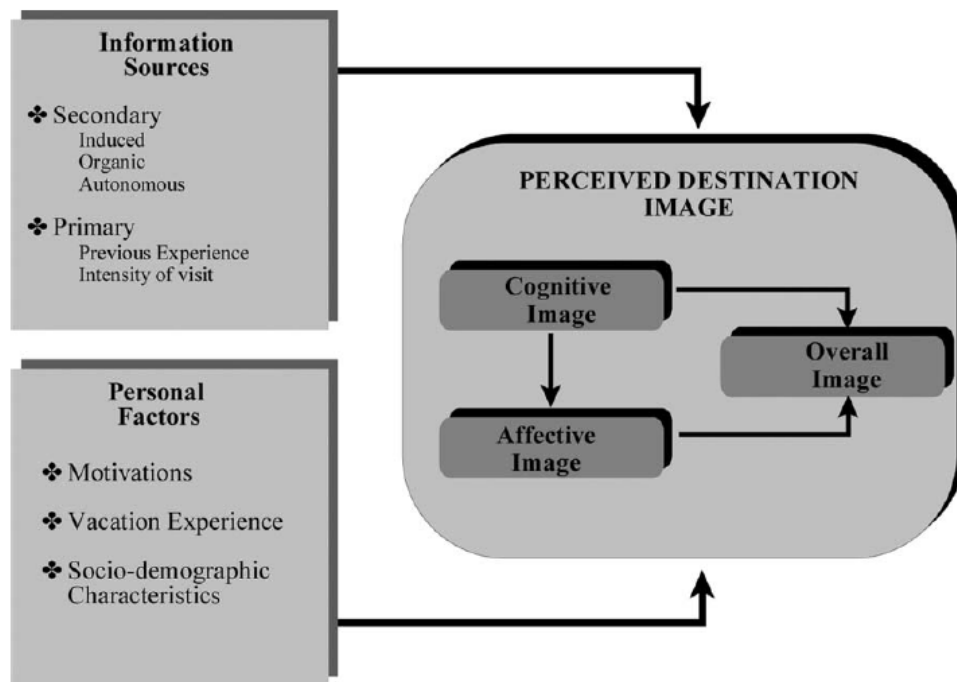 Information
Sources
✤ Secondary
Induced
Organic
Autonomous
✤ Primary
Previous Experience
Intensity of visit
Personal
Factors
✤ Motivations
✤ Vacation Experience
✤ Socio-demographic
Characteristics
PERCEIVED DESTINATION
IMAGE
Cognitive
Image
Affective
Image
Overall
Image